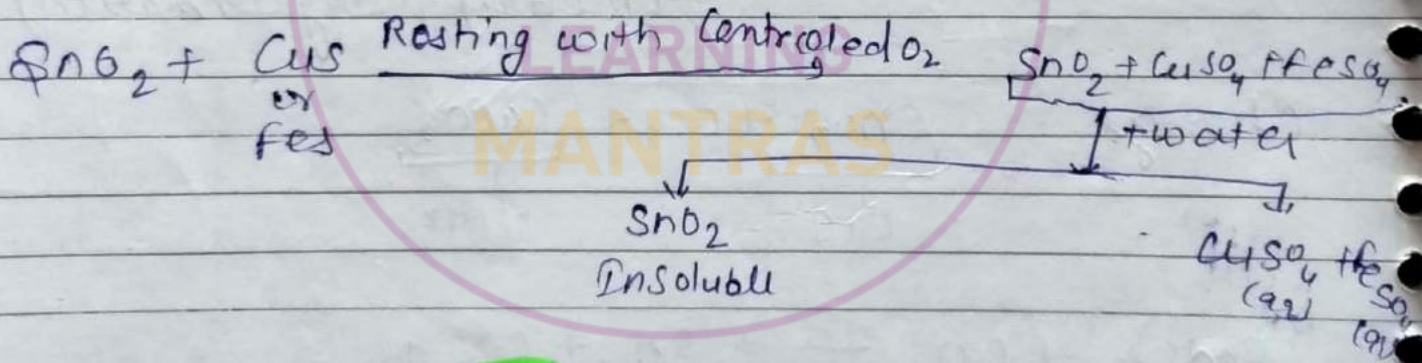 SnO2 + CuS Rosting with Controled O2 SnO2 + CuSO4 + FeSO4
or
FeS
+water
SnO2
Insoluble
CuSO4 + FeSO4
(aq) (aq)
LEARNING
MANTRAS